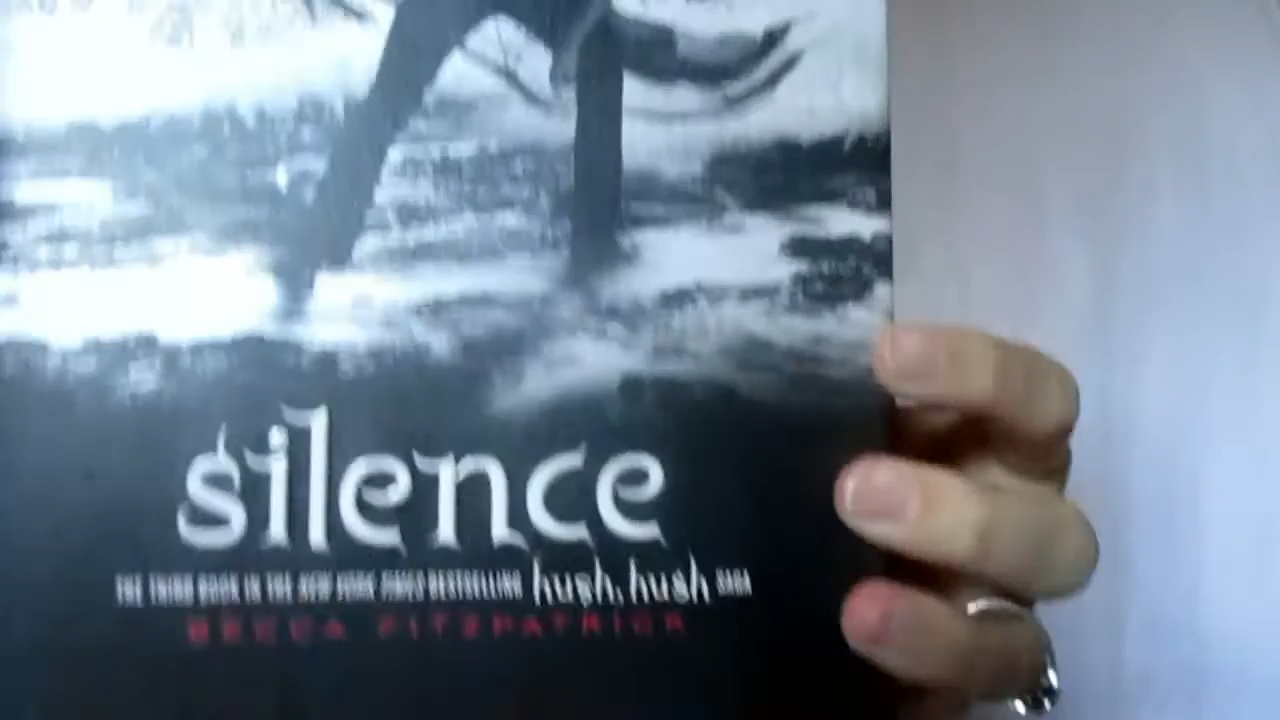 silence
THE THIRD BOOK IN THE NEW YORK TIMES BESTSELLING hush, hush SAGA
BECCA FITZPATRICK